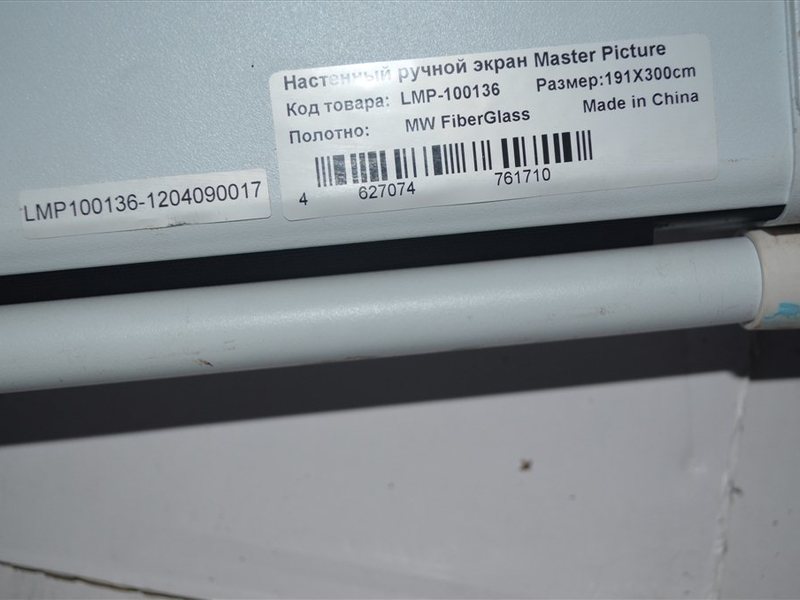 Настенный ручной экран Master Picture
Код товара: LMP-100136 Размер:191X300cm
Полотно: MW FiberGlass Made in China
4 627074 761710
LMP100136-1204090017